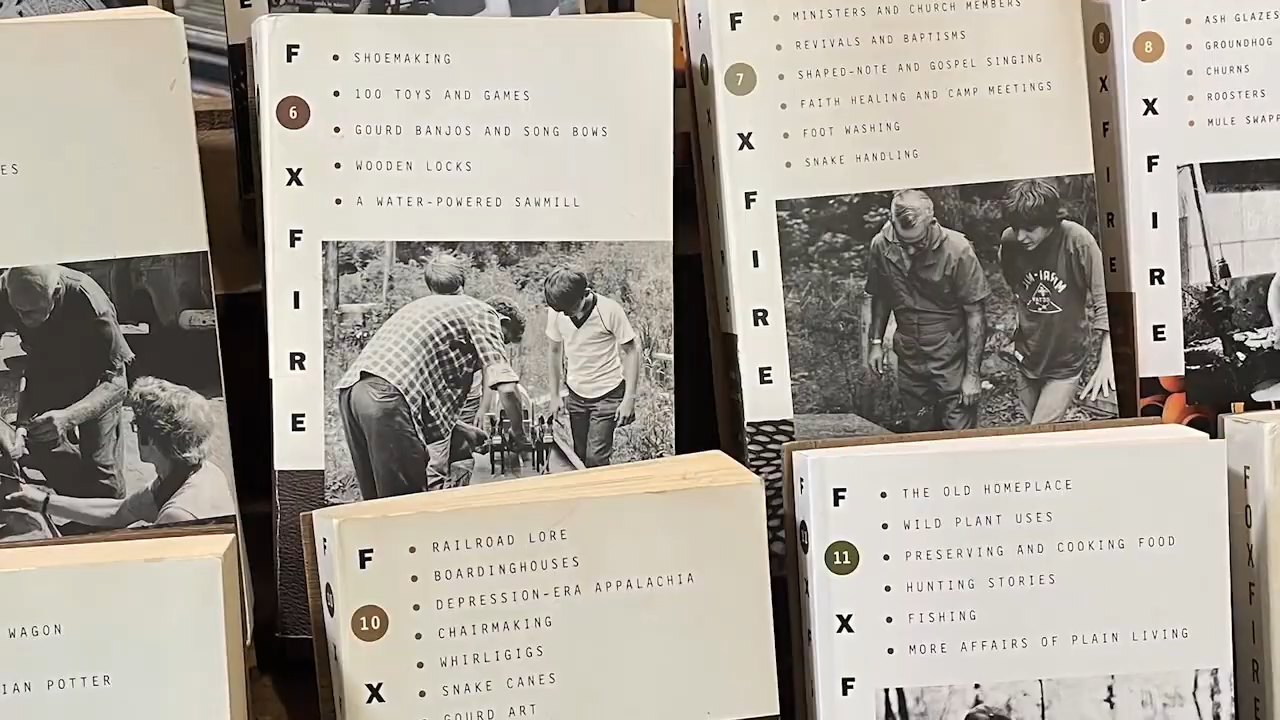 ES
F 6 X F I R E
SHOEMAKING
100 TOYS AND GAMES
GOURD BANJOS AND SONG BOWS
WOODEN LOCKS
A WATER-POWERED SAWMILL
F 7 X F I R E
MINISTERS AND CHURCH MEMBERS
REVIVALS AND BAPTISMS
SHAPED-NOTE AND GOSPEL SINGING
FAITH HEALING AND CAMP MEETINGS
FOOT WASHING
SNAKE HANDLING
8 X F I R E
8 X F I R E
ASH GLAZES
GROUNDHOG
CHURNS
ROOSTERS
MULE SWAPP
WAGON
IAN POTTER
F 10 X
RAILROAD LORE
BOARDINGHOUSES
DEPRESSION-ERA APPALACHIA
CHAIRMAKING
WHIRLIGIGS
SNAKE CANES
GOURD ART
F 11 X F
THE OLD HOMEPLACE
WILD PLANT USES
PRESERVING AND COOKING FOOD
HUNTING STORIES
FISHING
MORE AFFAIRS OF PLAIN LIVING
FOXFIRE